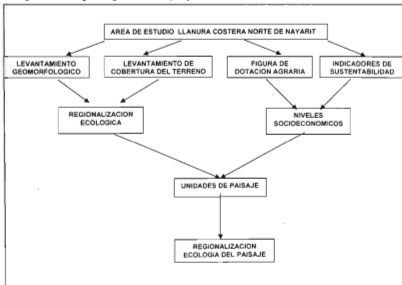 AREA DE ESTUDIO LLANURA COSTERA NORTE DE NAYARIT
LEVANTAMIENTO
GEOMORFOLOGICO
LEVANTAMIENTO DE
COBERTURA DEL TERRENO
FIGURA DE
DOTACIÓN AGRARIA
INDICADORES DE
SUSTENTABILIDAD
REGIONALIZACION
ECOLOGICA
NIVELES
SOCIOECONOMICOS
UNIDADES DE PAISAJE
REGIONALIZACION
ECOLOGIA DEL PAISAJE